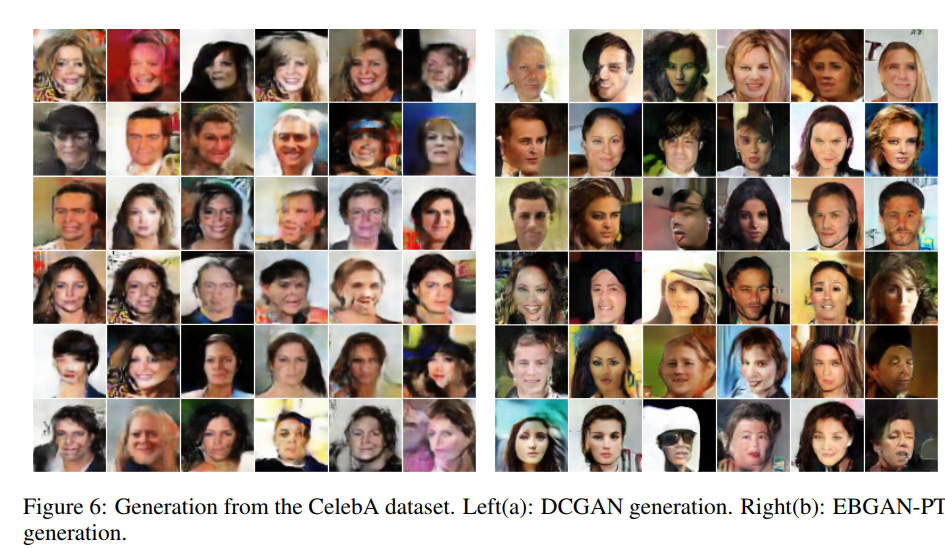 Figure 6: Generation from the CelebA dataset. Left(a): DCGAN generation. Right(b): EBGAN-PT
generation.